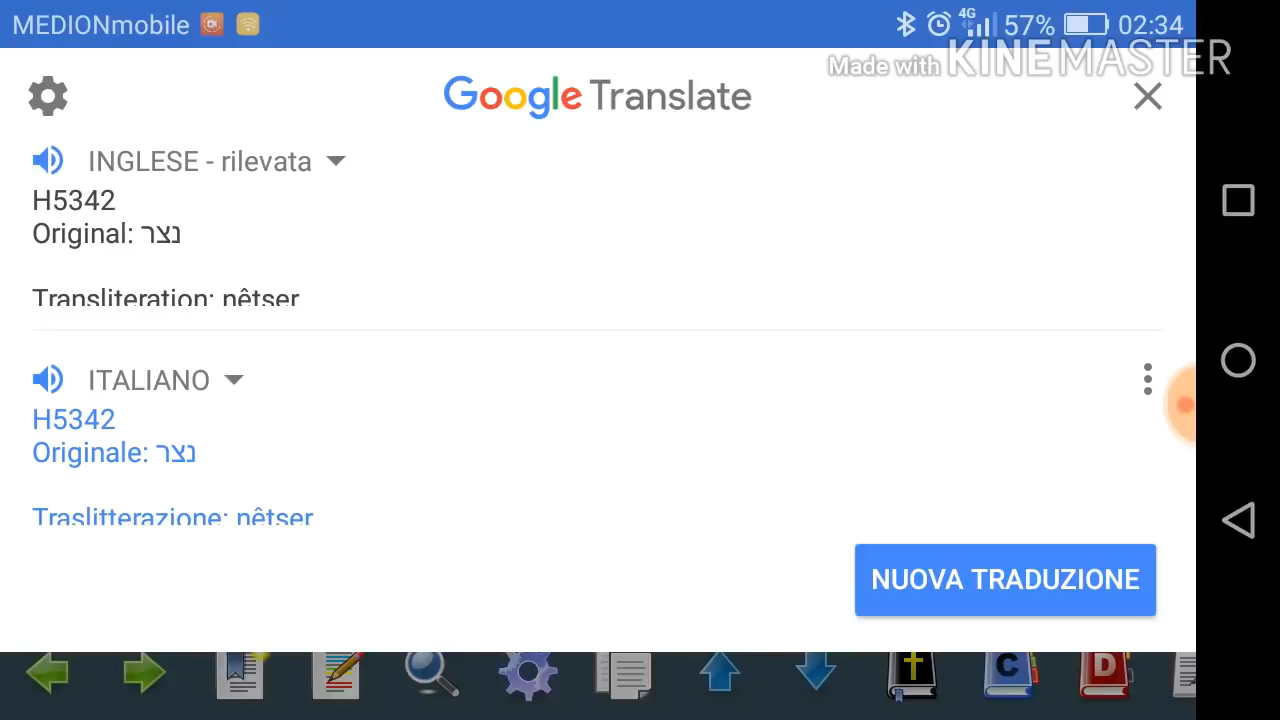 MEDIONmobile
4G 57% 02:34
Made with KINEMASTER
Google Translate
INGLESE - rilevata
H5342
Original: נצר
Transliteration: nêtser
ITALIANO
H5342
Originale: נצר
Traslitterazione: nêtser
NUOVA TRADUZIONE
C
D